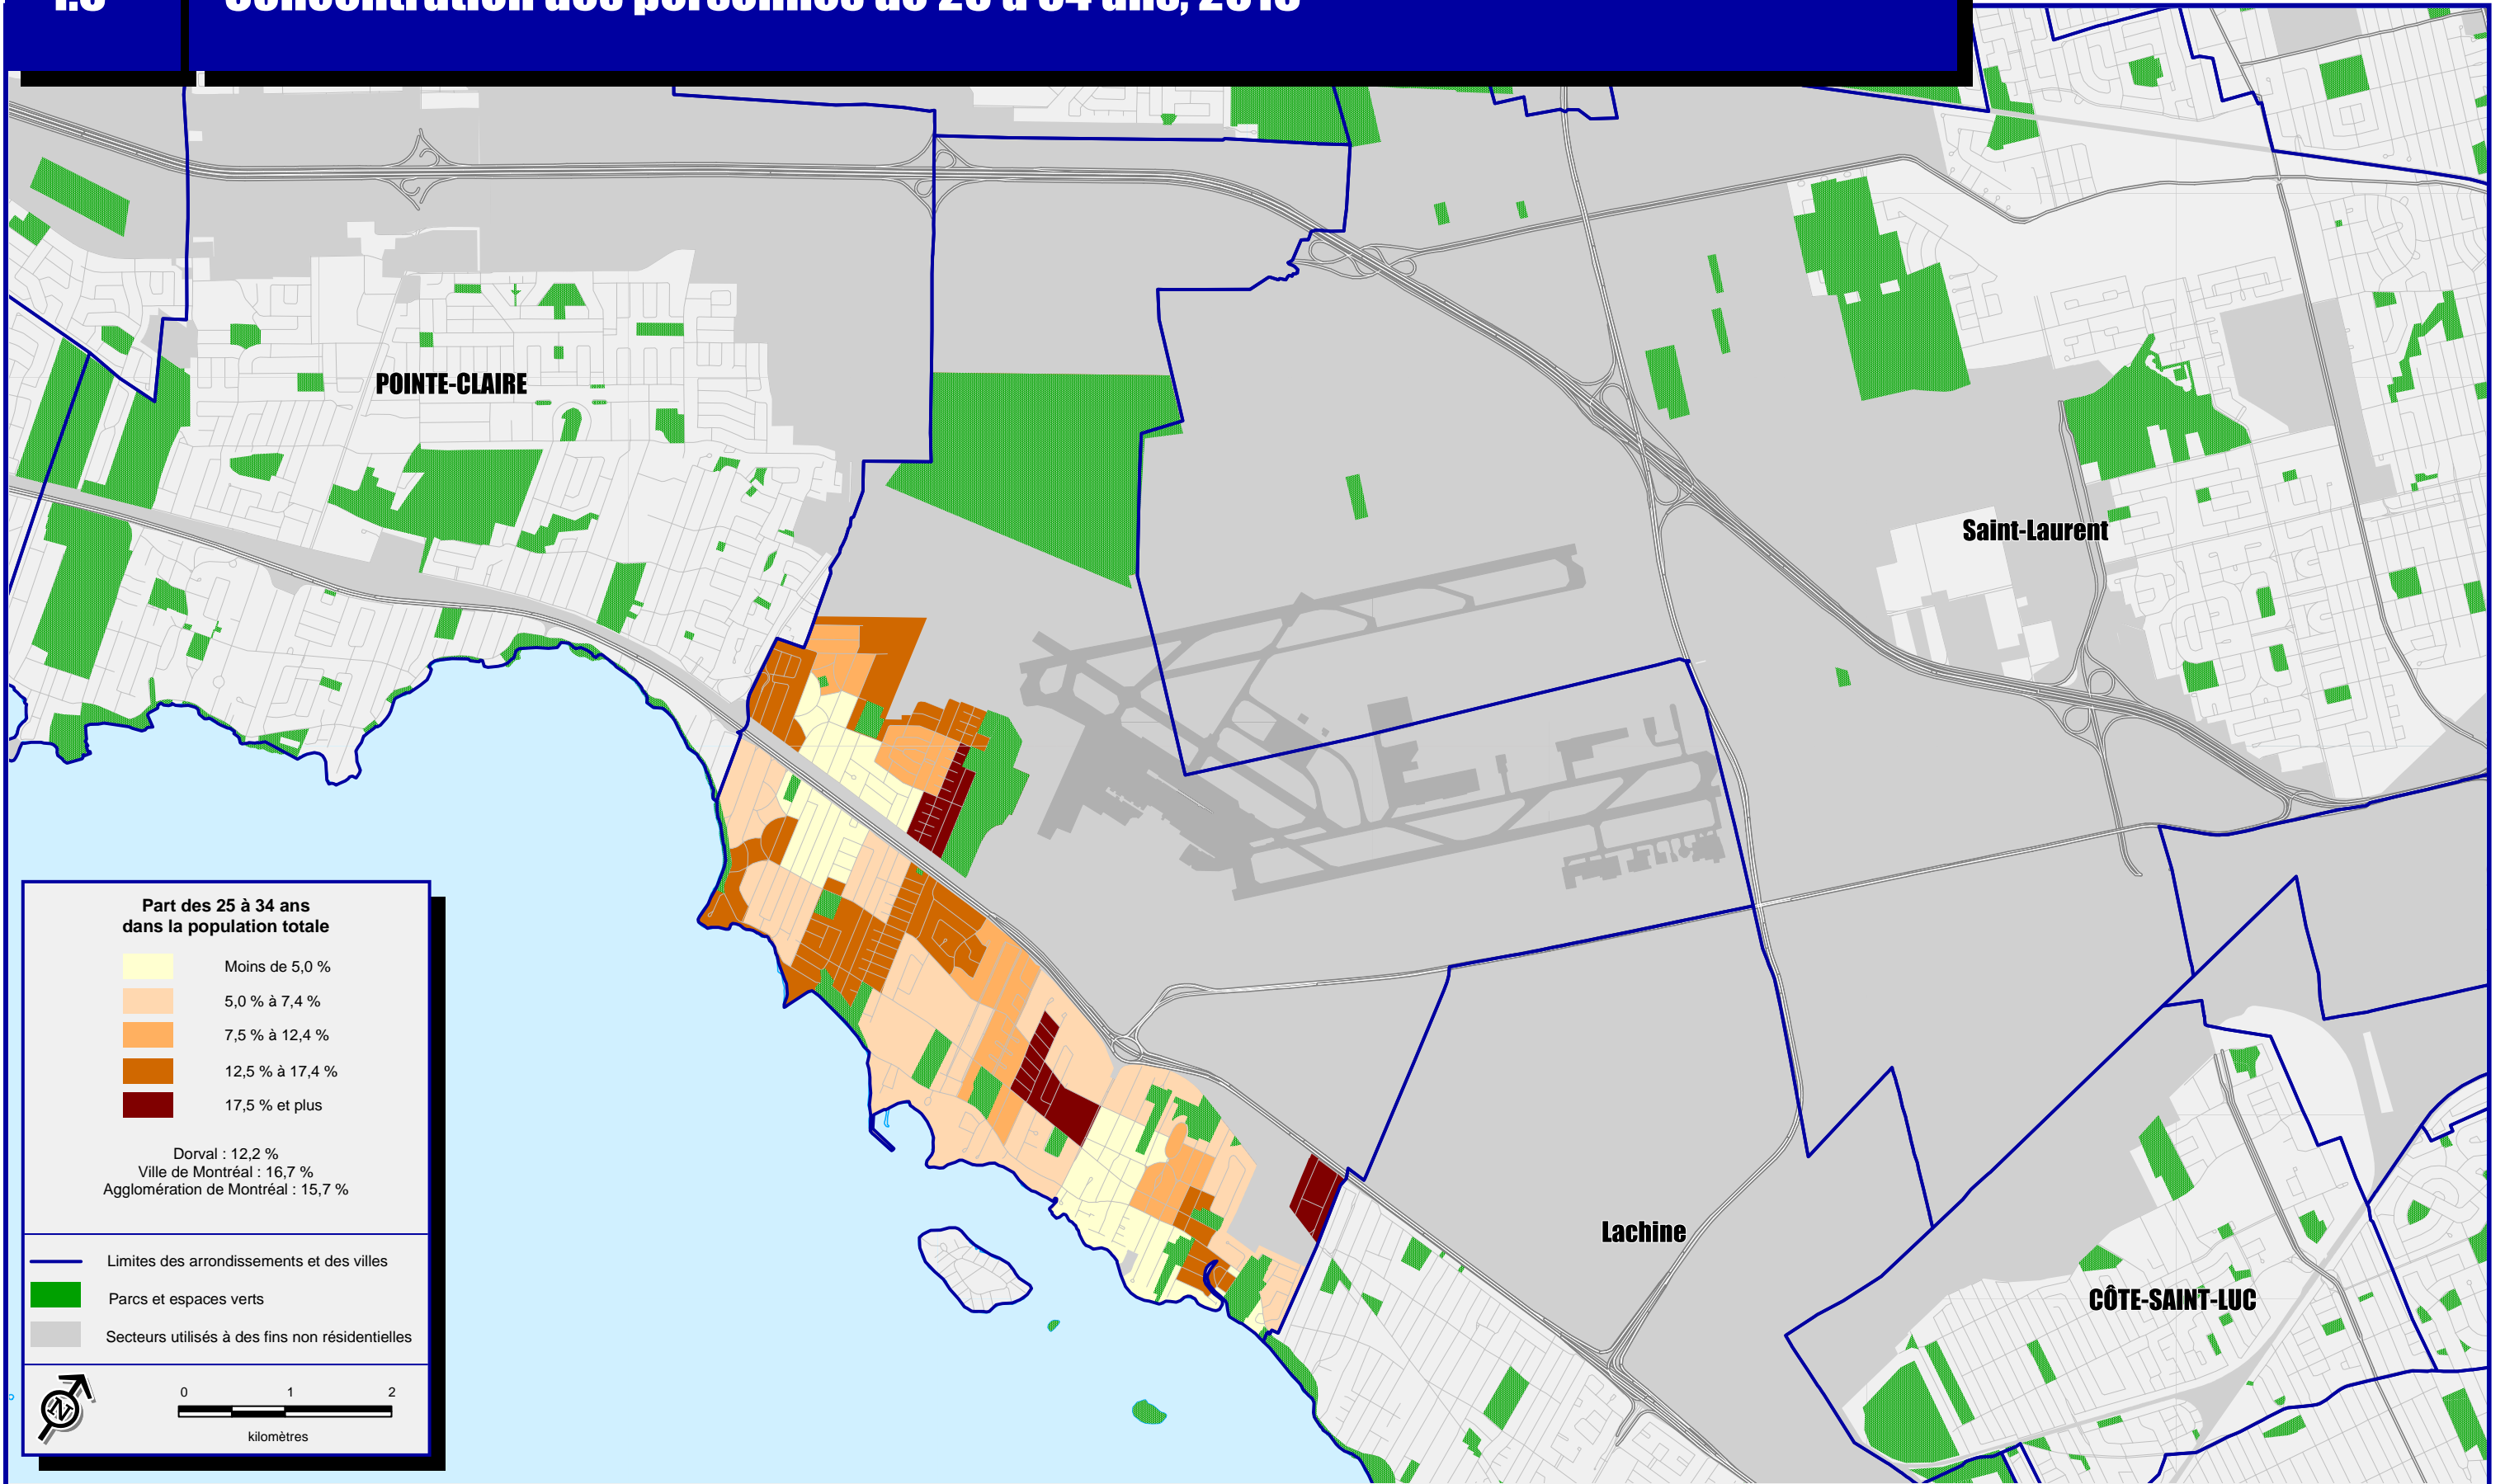 POINTE-CLAIRE
Saint-Laurent
Part des 25 à 34 ans
dans la population totale
Moins de 5,0 %
5,0 % à 7,4 %
7,5 % à 12,4 %
12,5 % à 17,4 %
17,5 % et plus
Dorval : 12,2 %
Ville de Montréal : 16,7 %
Agglomération de Montréal : 15,7 %
Lachine
CÔTE-SAINT-LUC
Limites des arrondissements et des villes
Parcs et espaces verts
Secteurs utilisés à des fins non résidentielles
N
0 1 2
kilomètres